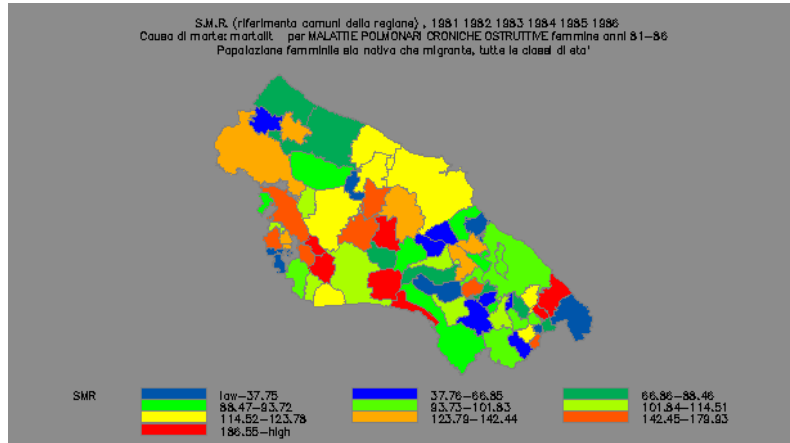 S.M.R. (riferimento comuni della regione) , 1981 1982 1983 1984 1985 1986
Causa di morte: mortalit per MALATTIE POLMONARI CRONICHE OSTRUTTIVE femmine anni 81-86
Popolazione femminile sia nativa che migrante, tutte le classi di eta'
SMR
low-37.75 37.76-66.85 66.86-88.46
88.47-93.72 93.73-101.83 101.84-114.51
114.52-123.78 123.79-142.44 142.45-179.93
186.55-high